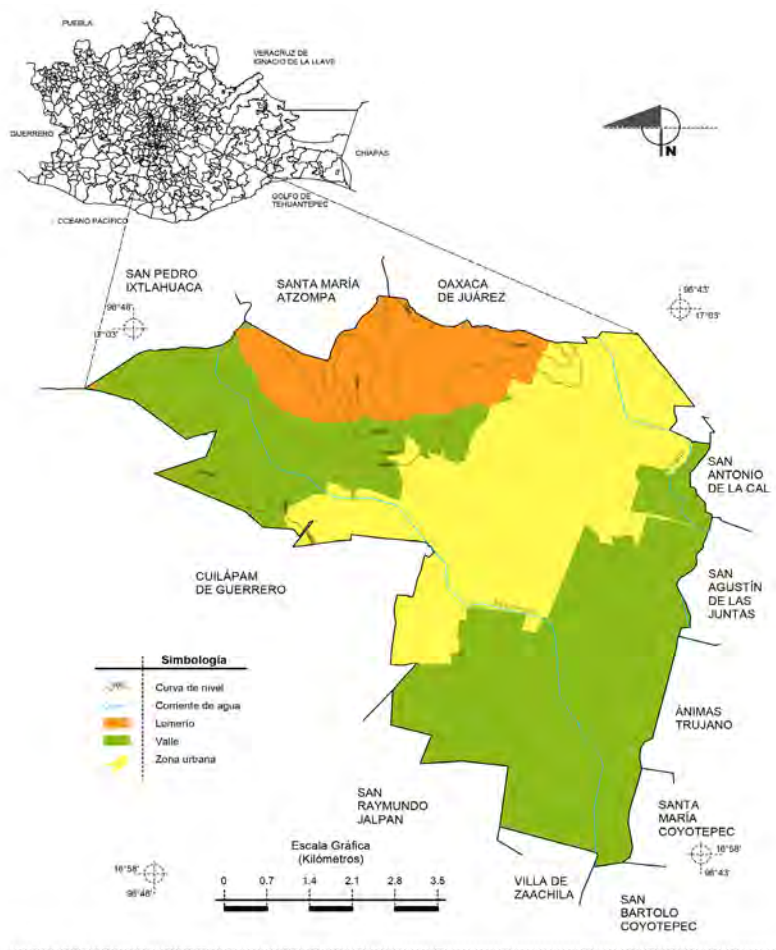 PUEBLA
VERACRUZ DE
IGNACIO DE LA LLAVE
GUERRERO
CHIAPAS
GOLFO DE
TEHUANTEPEC
OCEANO PACÍFICO
N
SAN PEDRO
IXTLAHUACA
SANTA MARÍA
ATZOMPA
OAXACA
DE JUÁREZ
96°48'
17°03'
96°43'
17°03'
SAN
ANTONIO
DE LA CAL
CUILÁPAM
DE GUERRERO
SAN
AGUSTÍN
DE LAS
JUNTAS
Simbología
Curva de nivel
Corriente de agua
Lomerío
Valle
Zona urbana
ÁNIMAS
TRUJANO
SAN
RAYMUNDO
JALPAN
SANTA
MARÍA
COYOTEPEC
Escala Gráfica
(Kilómetros)
0 0.7 1.4 2.1 2.8 3.5
16°58'
96°48'
16°58'
96°43'
VILLA DE
ZAACHILA
SAN
BARTOLO
COYOTEPEC